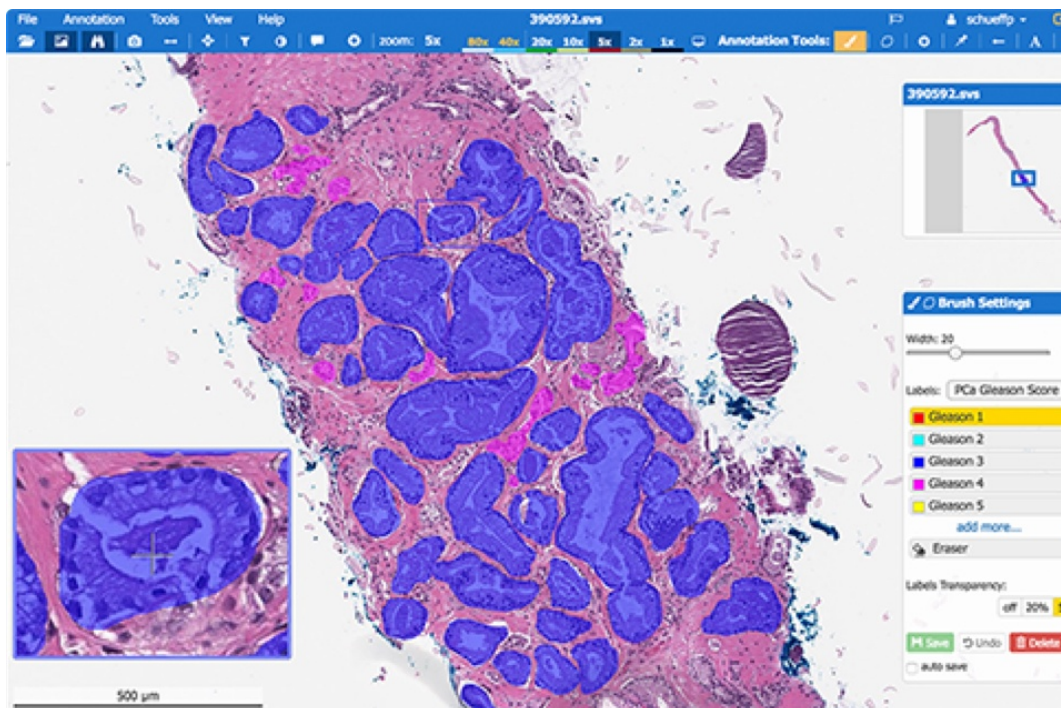 File Annotation Tools View Help 390592.svs schueffp
zoom: 5x 80x 40x 20x 10x 5x 2x 1x Annotation Tools: A
390592.svs
Brush Settings
Width: 20
Labels: PCa Gleason Score
Gleason 1
Gleason 2
Gleason 3
Gleason 4
Gleason 5
add more...
Eraser
Labels Transparency:
off 20%
Save Undo Delete
auto save
500 µm